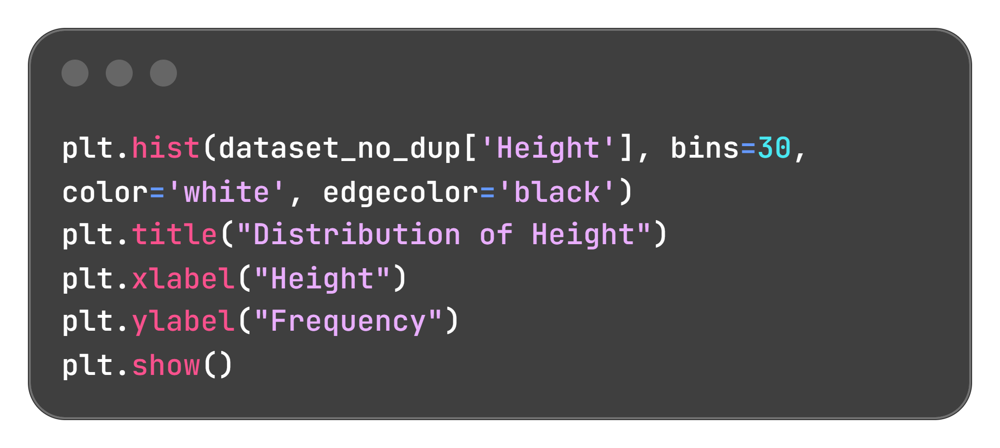 plt.hist(dataset_no_dup['Height'], bins=30,
color='white', edgecolor='black')
plt.title("Distribution of Height")
plt.xlabel("Height")
plt.ylabel("Frequency")
plt.show()